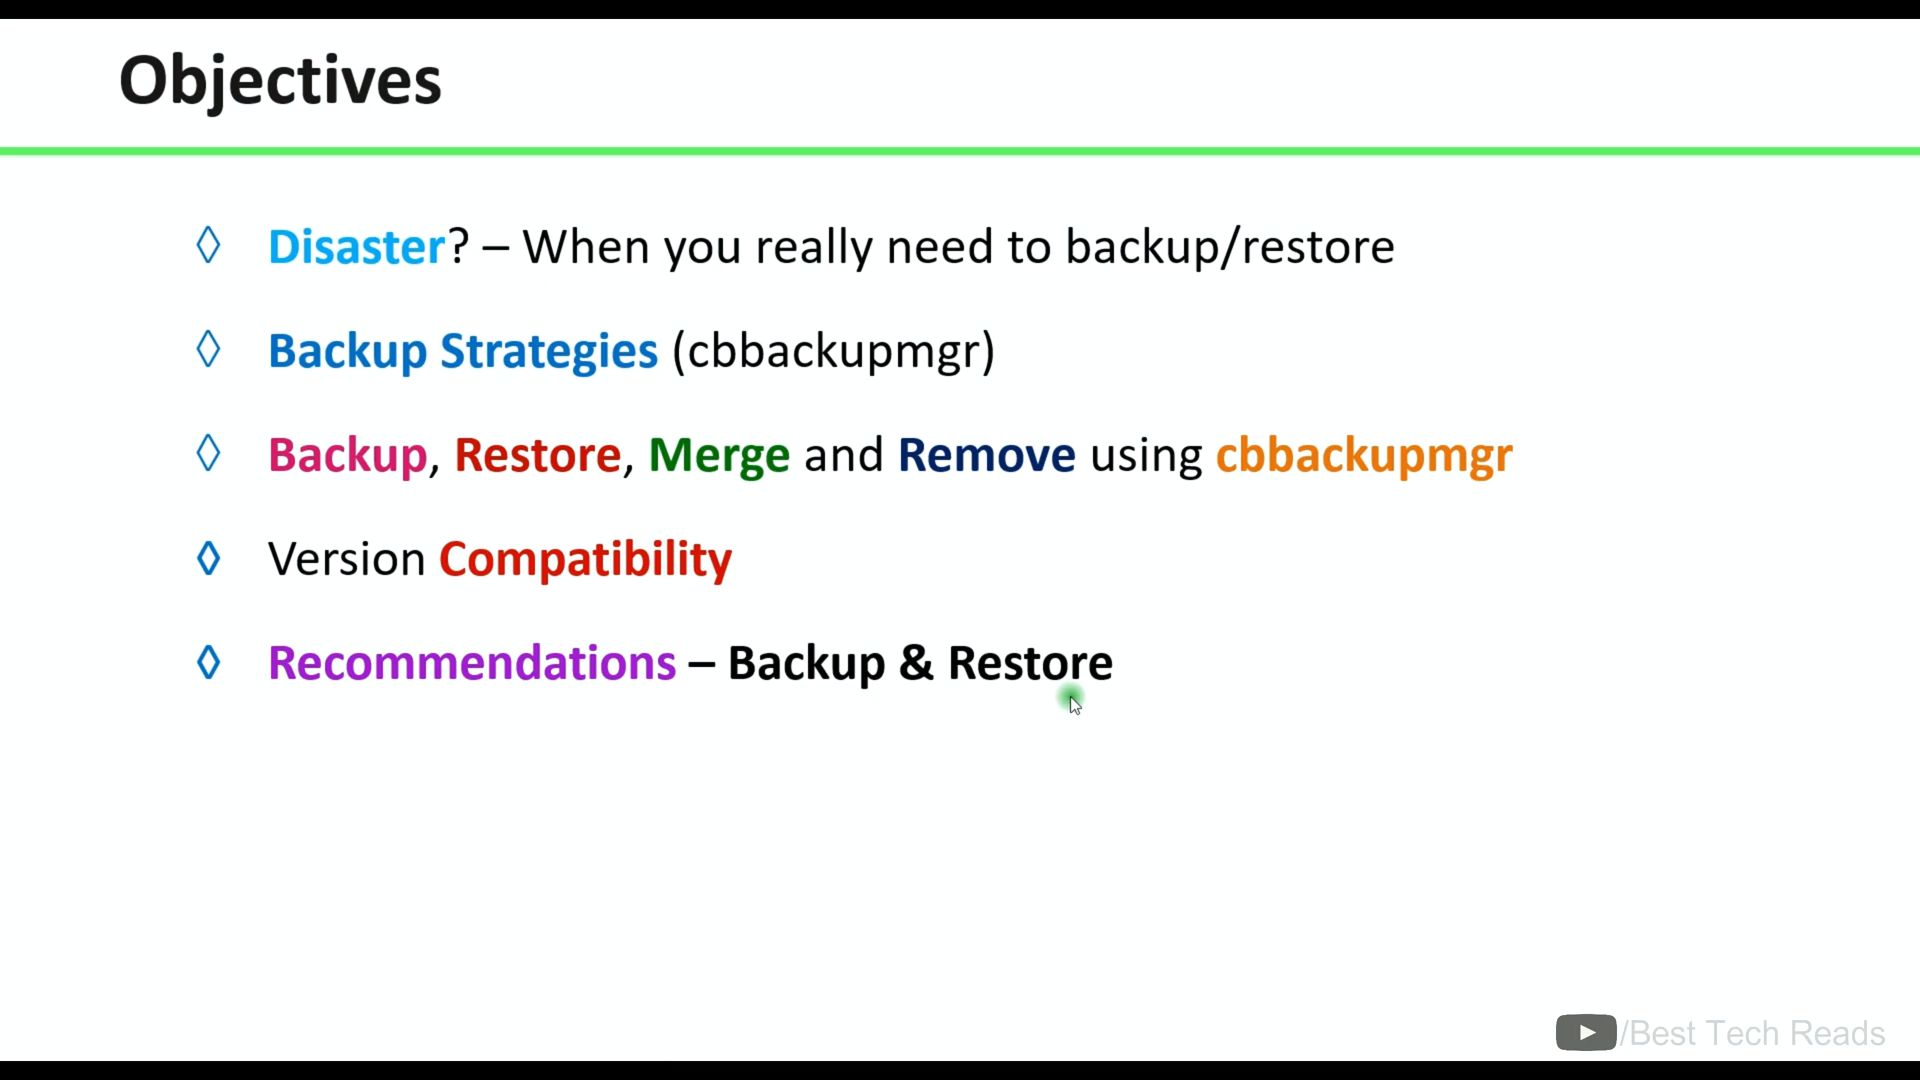 Objectives
◊ Disaster? – When you really need to backup/restore
◊ Backup Strategies (cbbackupmgr)
◊ Backup, Restore, Merge and Remove using cbbackupmgr
◊ Version Compatibility
◊ Recommendations – Backup & Restore
/Best Tech Reads